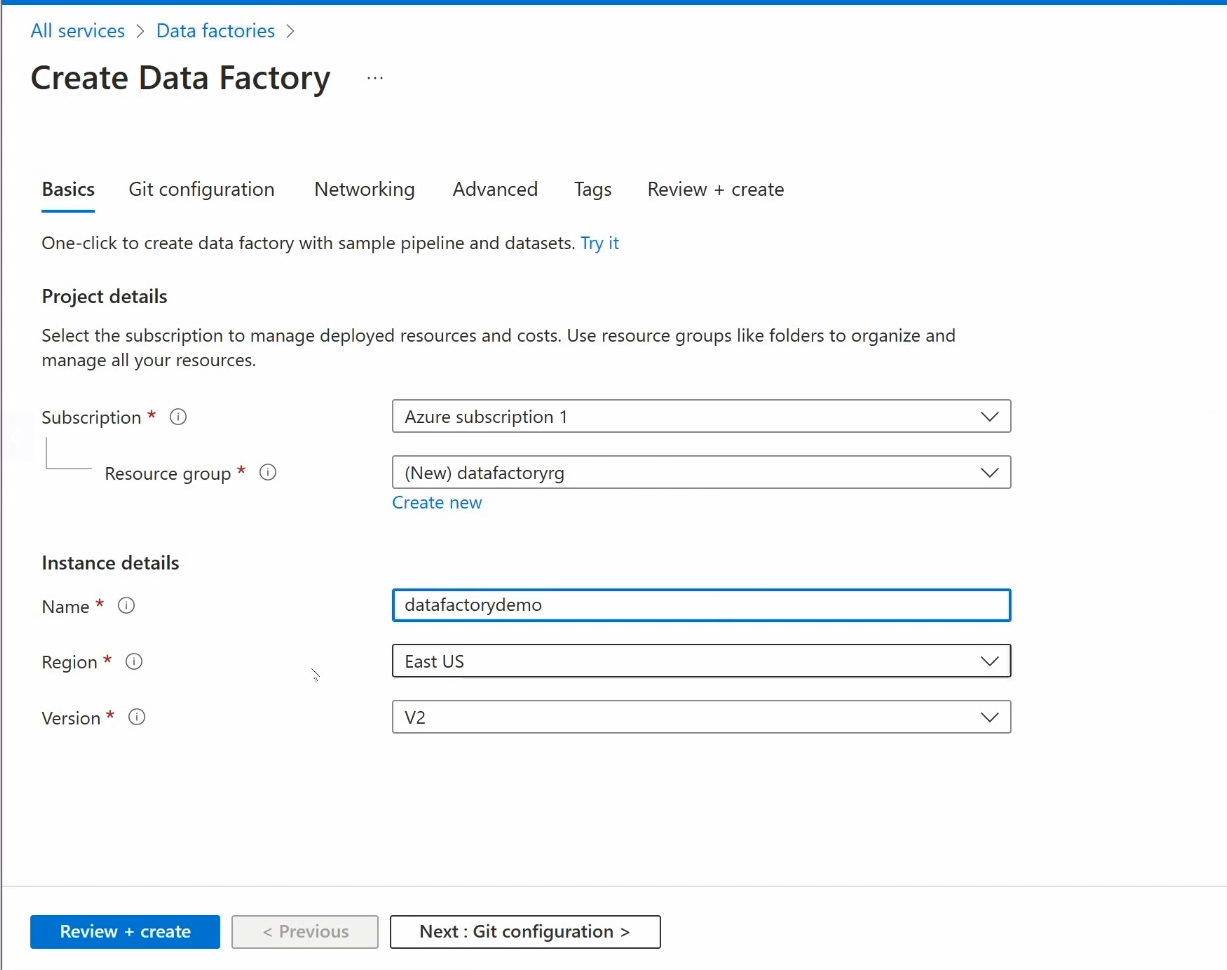 All services > Data factories >
Create Data Factory ...
Basics Git configuration Networking Advanced Tags Review + create
One-click to create data factory with sample pipeline and datasets. Try it
Project details
Select the subscription to manage deployed resources and costs. Use resource groups like folders to organize and
manage all your resources.
Subscription * Azure subscription 1
Resource group * (New) datafactoryrg
Create new
Instance details
Name * datafactorydemo
Region * East US
Version * V2
Review + create < Previous Next : Git configuration >